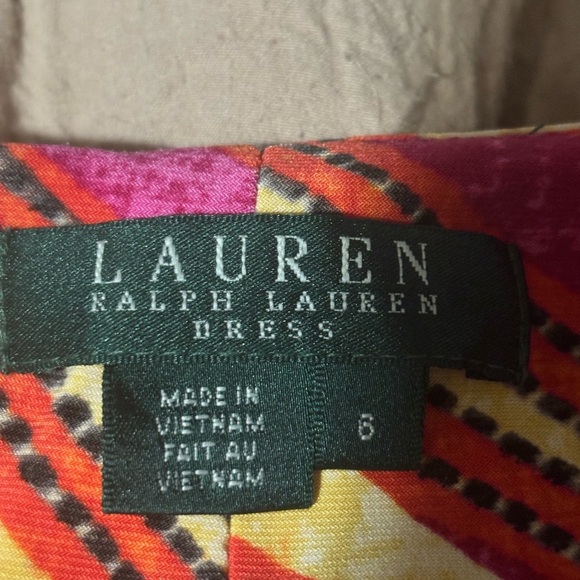 LAUREN
RALPH LAUREN
DRESS
MADE IN
VIETNAM
FAIT AU
VIETNAM
6